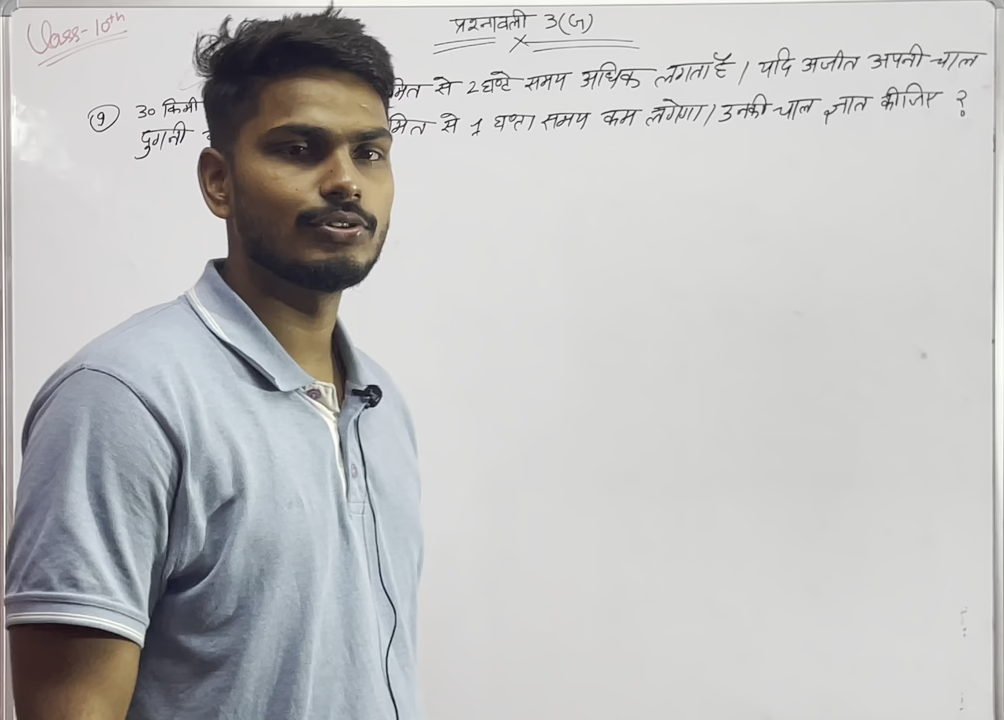 Class-10th
प्रश्नावली 3(G)
(9) 30 किमी मित से 2 घण्टे समय अधिक लगता है / यदि अजीत अपनी चाल
दुगनी मित से 1 घण्टा समय कम लगेगा / उनकी चाल ज्ञात कीजिए ?